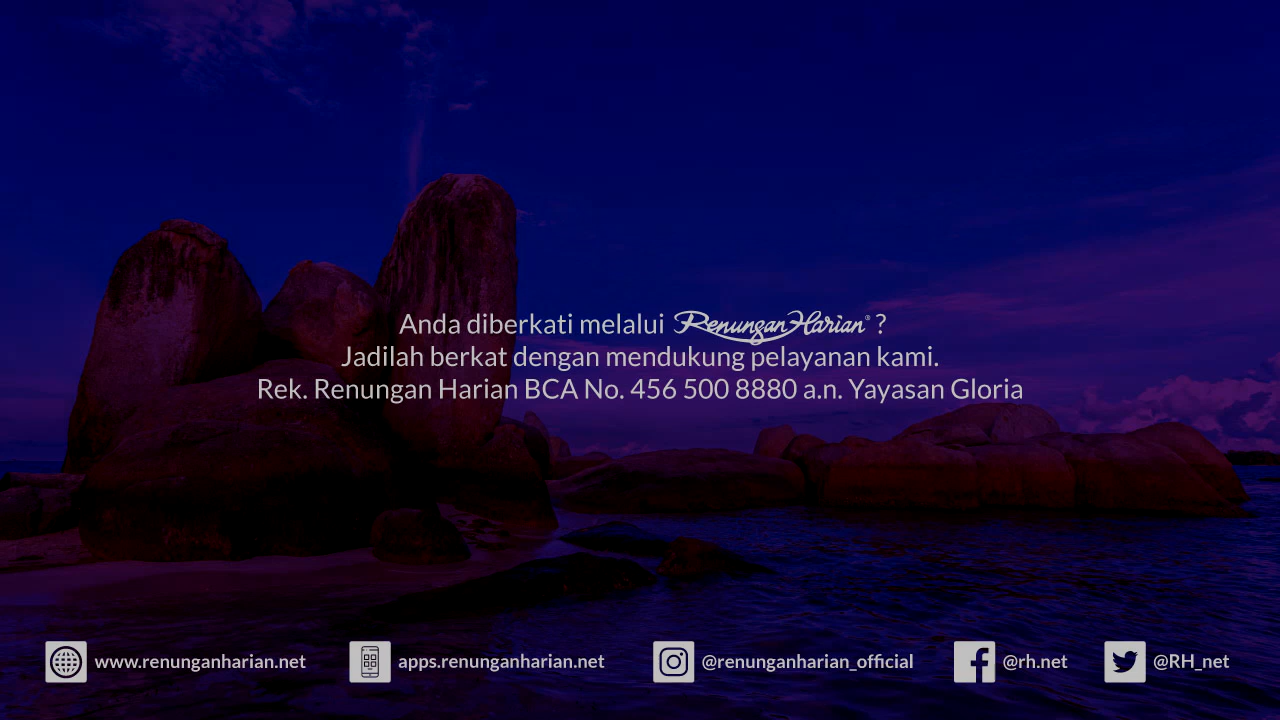 Anda diberkati melalui Renungan Harian® ?
Jadilah berkat dengan mendukung pelayanan kami.
Rek. Renungan Harian BCA No. 456 500 8880 a.n. Yayasan Gloria
www.renunganharian.net
apps.renunganharian.net
@renunganharian_official
@rh.net
@RH_net